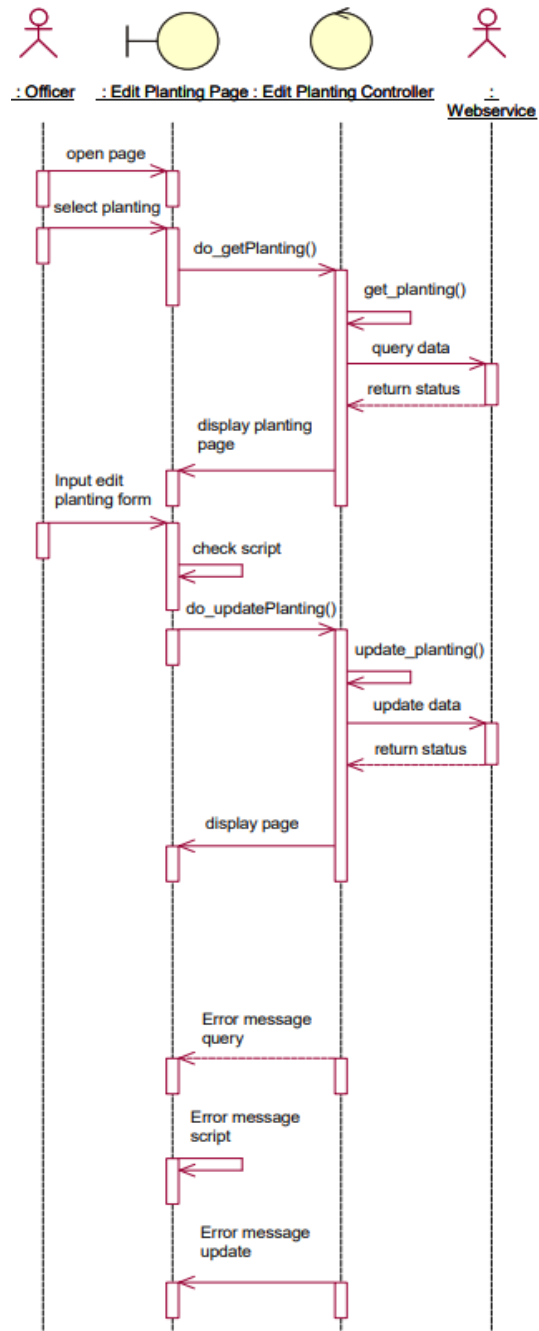 : Officer
: Edit Planting Page
: Edit Planting Controller
:
Webservice
open page
select planting
do_getPlanting()
get_planting()
query data
return status
display planting
page
Input edit
planting form
check script
do_updatePlanting()
update_planting()
update data
return status
display page
Error message
query
Error message
script
Error message
update